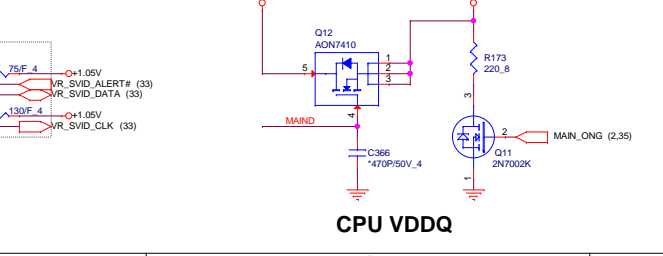 75/F_4
+1.05V
VR_SVID_ALERT# (33)
VR_SVID_DATA (33)
130/F_4
+1.05V
VR_SVID_CLK (33)
Q12
AON7410
5
1
2
3
4
MAIND
C366
*470P/50V_4
R173
220_8
3
2
MAIN_ONG (2,35)
Q11
2N7002K
1
CPU VDDQ